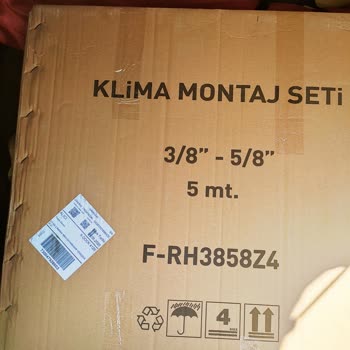 KLiMA MONTAJ SETi
3/8” - 5/8”
5 mt.
F-RH3858Z4
4